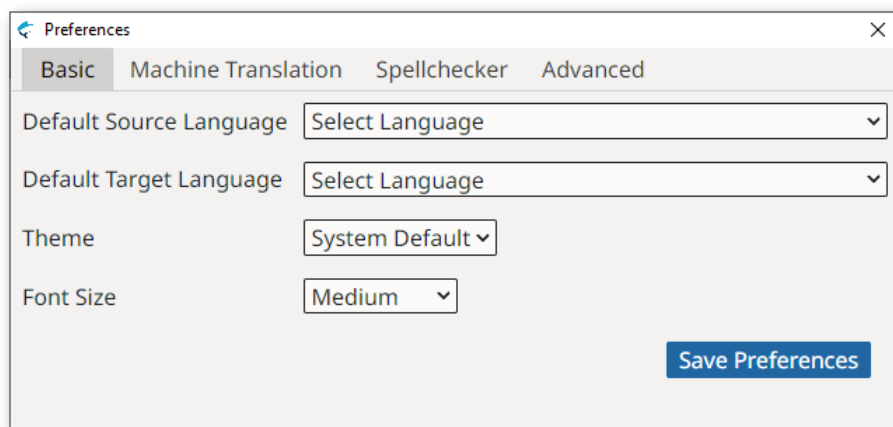 Preferences
Basic Machine Translation Spellchecker Advanced
Default Source Language Select Language
Default Target Language Select Language
Theme System Default
Font Size Medium
Save Preferences